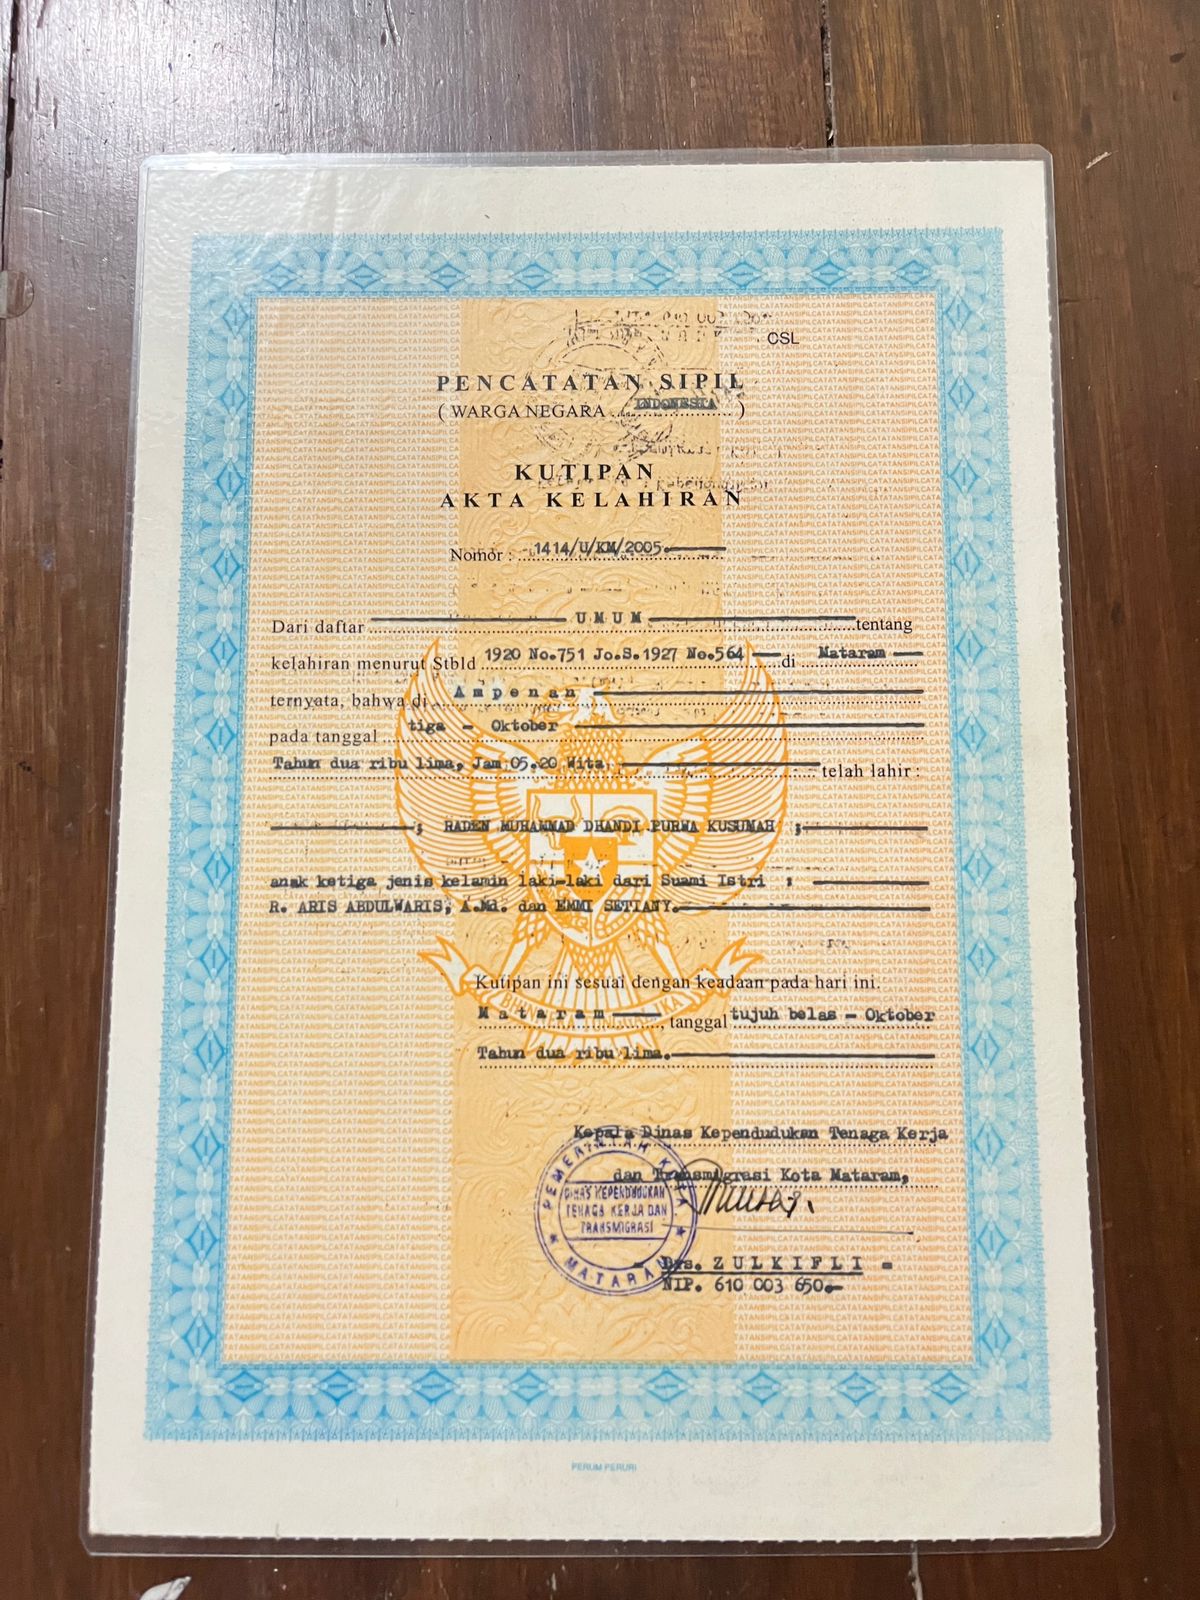 CSL
PENCATATAN SIPIL
( WARGA NEGARA INDONESIA )
KUTIPAN
AKTA KELAHIRAN
Nomor : 1414/U/KM/2005.
Dari daftar U M U M tentang
kelahiran menurut Stbld 1920 No.751 Jo.S.1927 No.564 di Mataram
ternyata, bahwa di A m p e n a n
pada tanggal tiga - Oktober
Tahun dua ribu lima, Jam 05.20 Wita, telah lahir :
; RADEN MUHAMMAD DHANDI PURWA KUSUMAH ;
anak ketiga jenis kelamin laki-laki dari Suami Istri :
R. ARIS ABDULWARIS, A.Md. dan EMMI SETIANY.
Kutipan ini sesuai dengan keadaan pada hari ini.
M a t a r a m , tanggal tujuh belas - Oktober
Tahun dua ribu lima.
Kepala Dinas Kependudukan Tenaga Kerja
dan Transmigrasi Kota Mataram,
PEMERINTAH KOTA
DINAS KEPENDUDUKAN
TENAGA KERJA DAN
TRANSMIGRASI
MATARAM
- Drs. Z U L K I F L I -
NIP. 610 003 650.-
PERUM PERURI